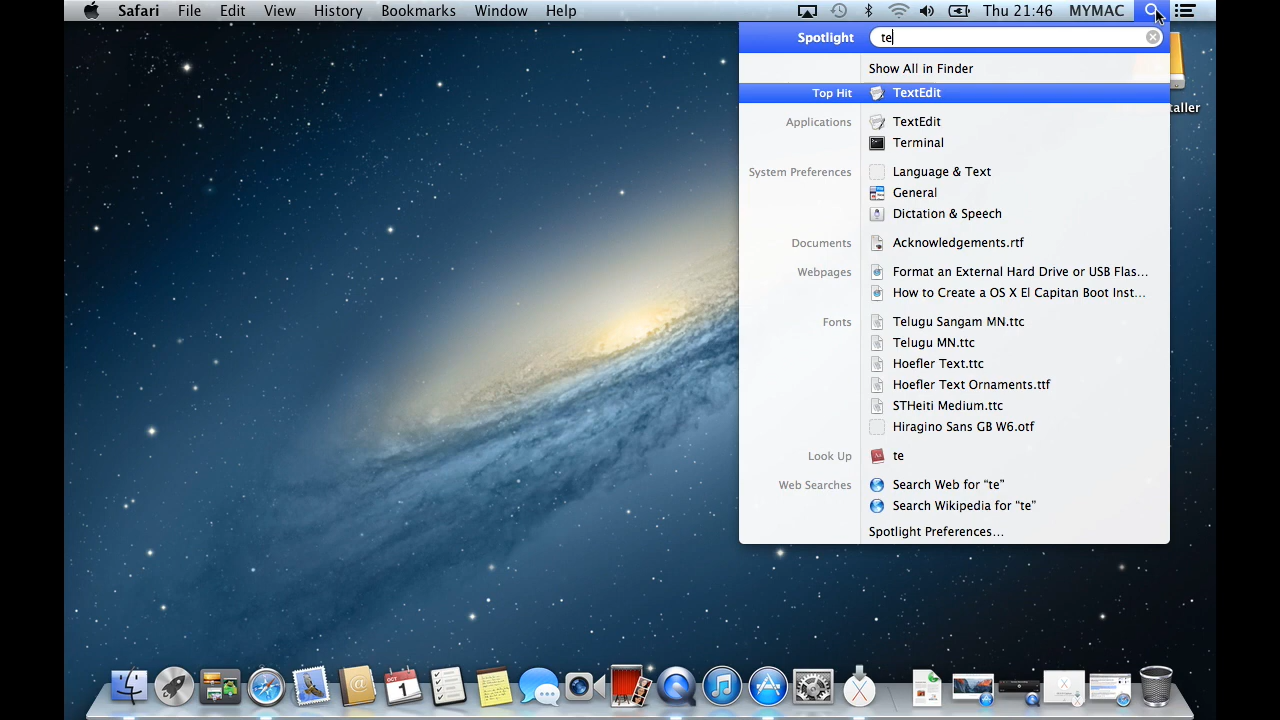 Safari File Edit View History Bookmarks Window Help Thu 21:46 MYMAC
Spotlight te
Show All in Finder
Top Hit TextEdit
Applications TextEdit
Terminal
System Preferences Language & Text
General
Dictation & Speech
Documents Acknowledgements.rtf
Webpages Format an External Hard Drive or USB Flas...
How to Create a OS X El Capitan Boot Inst...
Fonts Telugu Sangam MN.ttc
Telugu MN.ttc
Hoefler Text.ttc
Hoefler Text Ornaments.ttf
STHeiti Medium.ttc
Hiragino Sans GB W6.otf
Look Up te
Web Searches Search Web for “te”
Search Wikipedia for “te”
Spotlight Preferences...
1